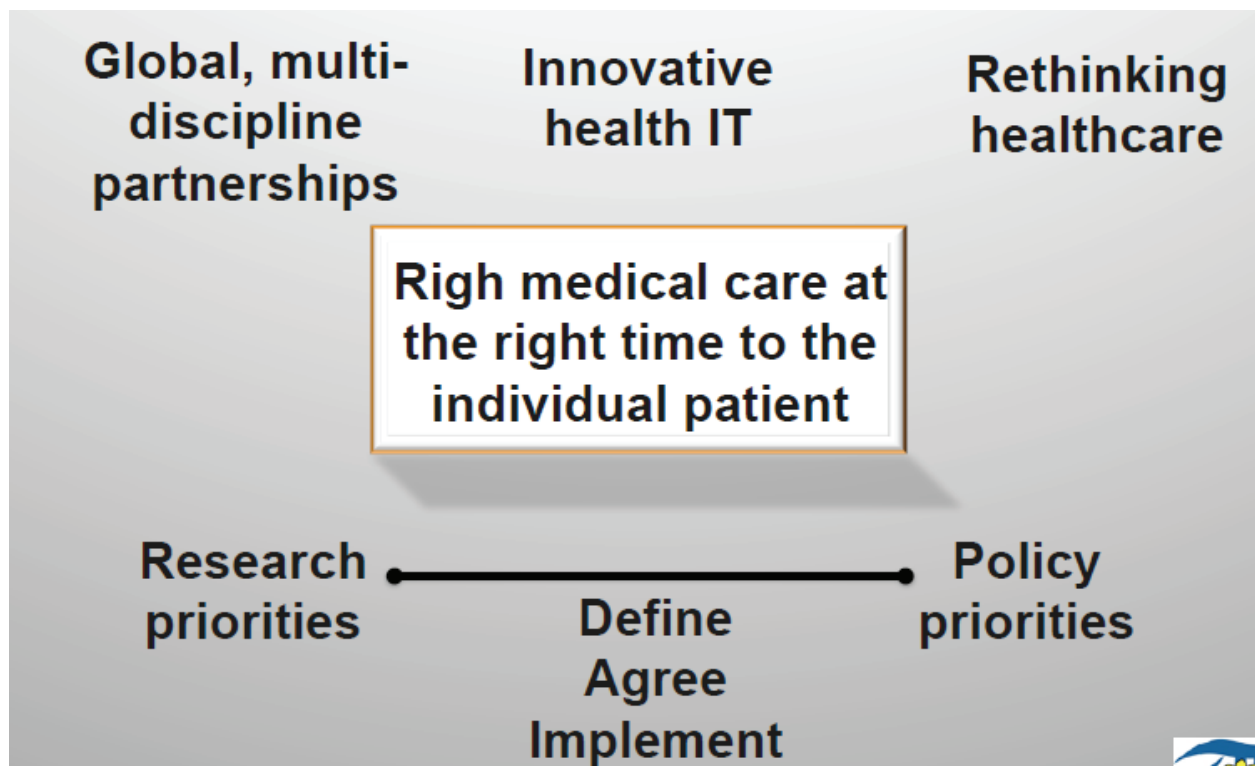 Global, multi-
discipline
partnerships
Innovative
health IT
Rethinking
healthcare
Righ medical care at
the right time to the
individual patient
Research
priorities
Policy
priorities
Define
Agree
Implement